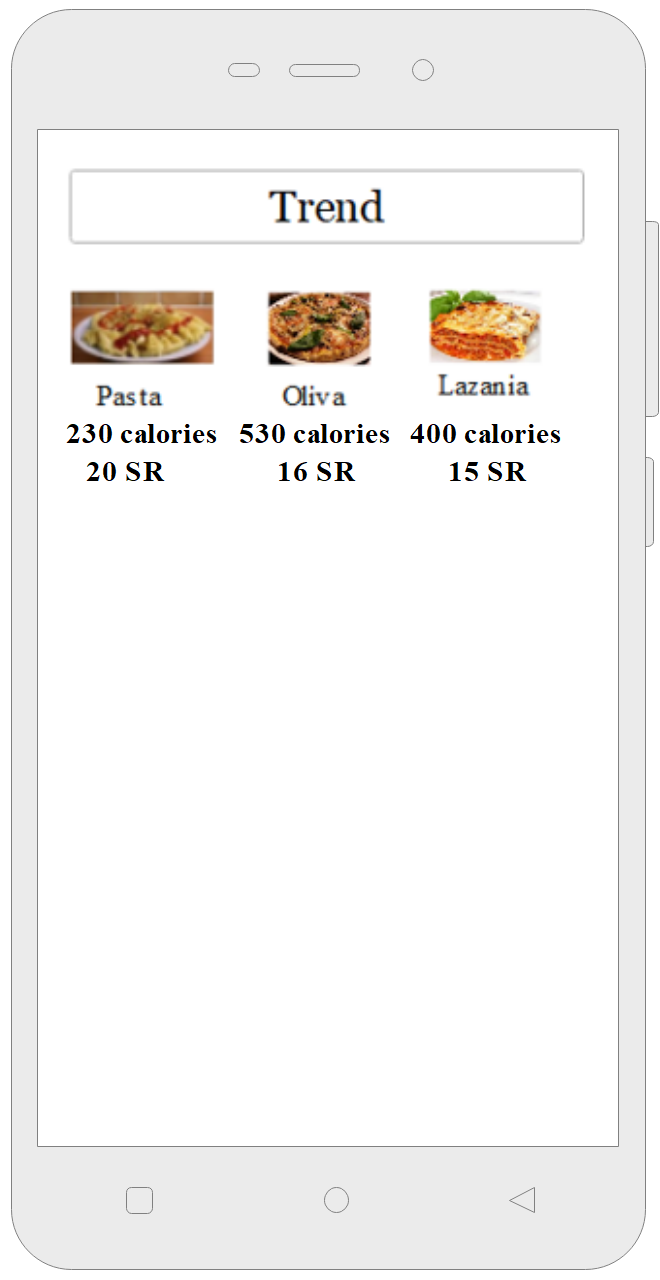 Trend
Pasta Oliva Lazania
230 calories 530 calories 400 calories
20 SR 16 SR 15 SR